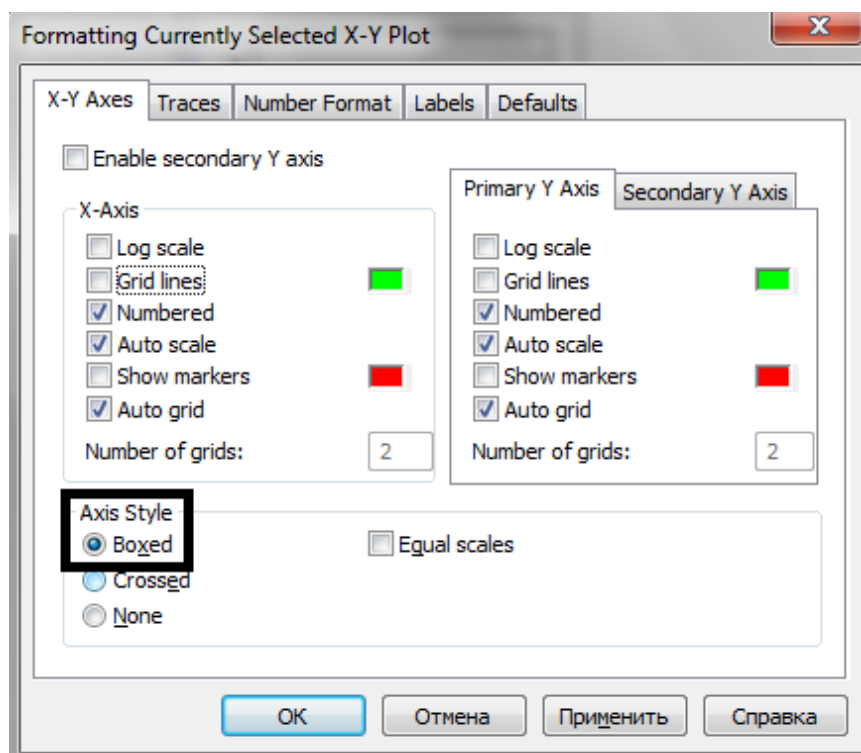 Formatting Currently Selected X-Y Plot
X
X-Y Axes Traces Number Format Labels Defaults
Enable secondary Y axis
X-Axis
Log scale
Grid lines
Numbered
Auto scale
Show markers
Auto grid
Number of grids: 2
Primary Y Axis Secondary Y Axis
Log scale
Grid lines
Numbered
Auto scale
Show markers
Auto grid
Number of grids: 2
Axis Style
Boxed
Equal scales
Crossed
None
OK Отмена Применить Справка